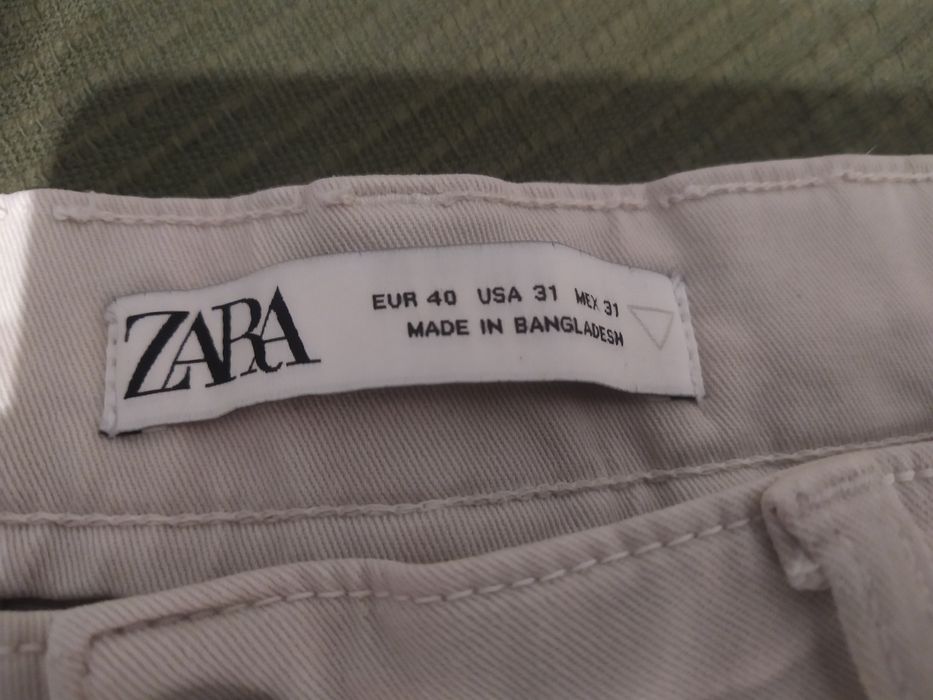 ZARA
EUR 40 USA 31 MEX 31
MADE IN BANGLADESH